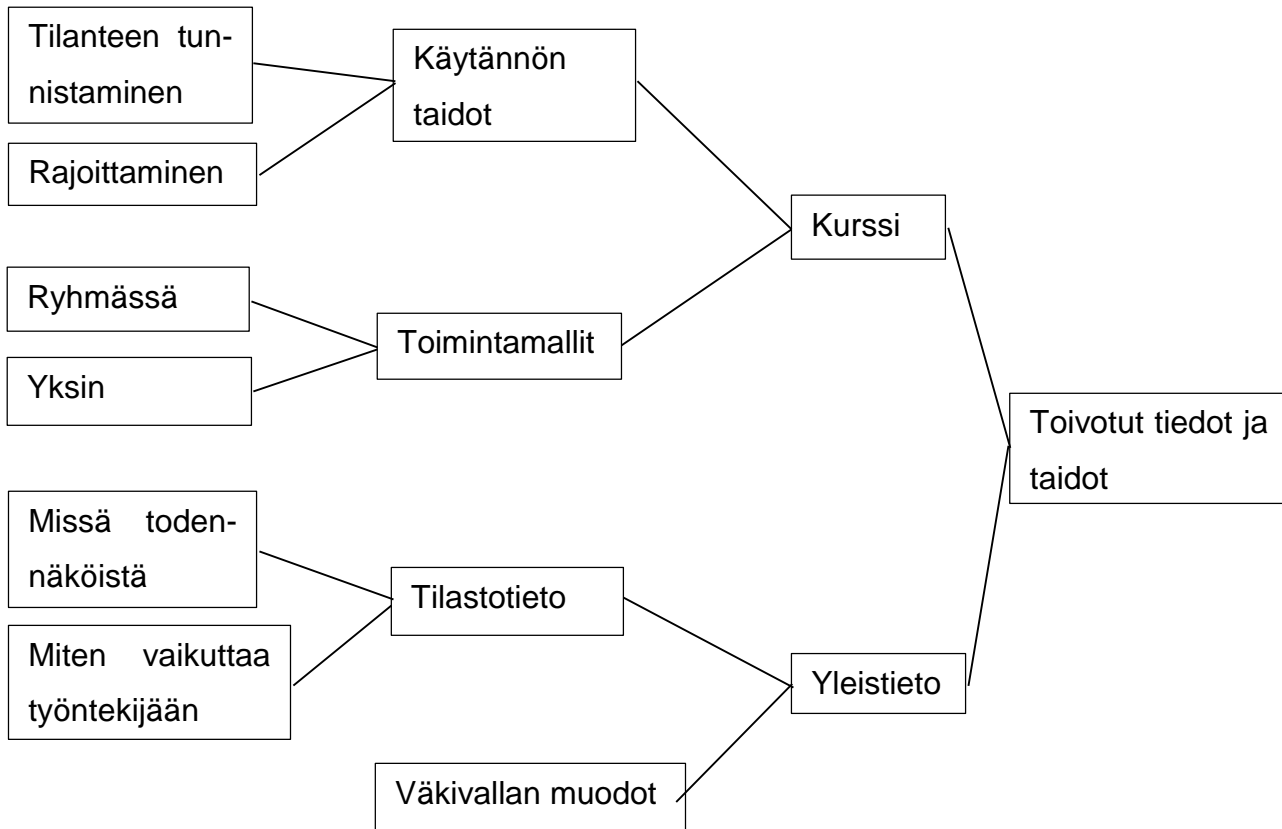 Tilanteen tun-
nistaminen
Käytännön
taidot
Rajoittaminen
Kurssi
Ryhmässä
Toimintamallit
Yksin
Toivotut tiedot ja
taidot
Missä toden-
näköistä
Tilastotieto
Miten vaikuttaa
työntekijään
Yleistieto
Väkivallan muodot